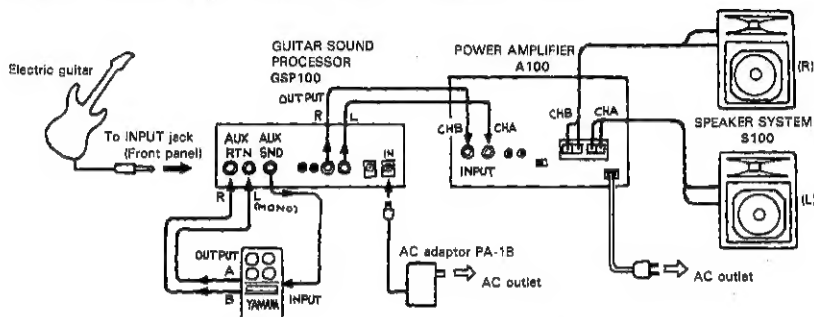 GUITAR SOUND
PROCESSOR
GSP100
POWER AMPLIFIER
A100
Electric guitar
OUTPUT
R
L
CHB
CHA
(R)
To INPUT jack
(Front panel)
AUX
RTN
AUX
SND
IN
CHB
CHA
INPUT
SPEAKER SYSTEM
S100
R
L
(MONO)
(L)
OUTPUT
A
B
INPUT
YAMAHA
AC adaptor PA-1B
AC outlet
AC outlet